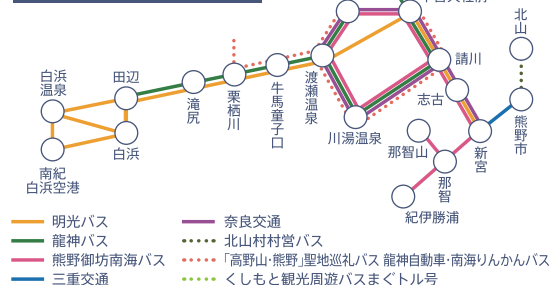 北山
請川
白浜
温泉
田辺
志古
滝尻
栗栖川
牛馬童子口
渡瀬温泉
川湯温泉
那智山
新宮
熊野市
白浜
南紀
白浜空港
那智
紀伊勝浦
明光バス
奈良交通
龍神バス
北山村村営バス
熊野御坊南海バス
「高野山・熊野」聖地巡礼バス 龍神自動車・南海りんかんバス
三重交通
くしもと観光周遊バスまぐトル号